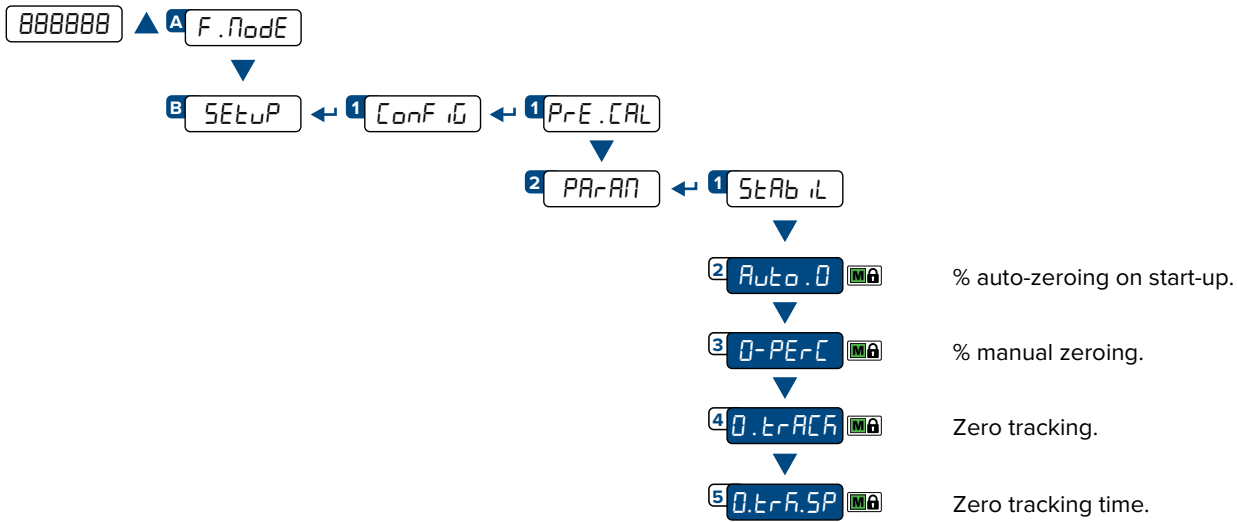 888888 A F.ModE
B SEtuP 1 ConFiG 1 PrE.CAL
2 PArAM 1 StAbiL
2 Auto.0 M % auto-zeroing on start-up.
3 0-PErC M % manual zeroing.
4 0.trACk M Zero tracking.
5 0.trk.SP M Zero tracking time.